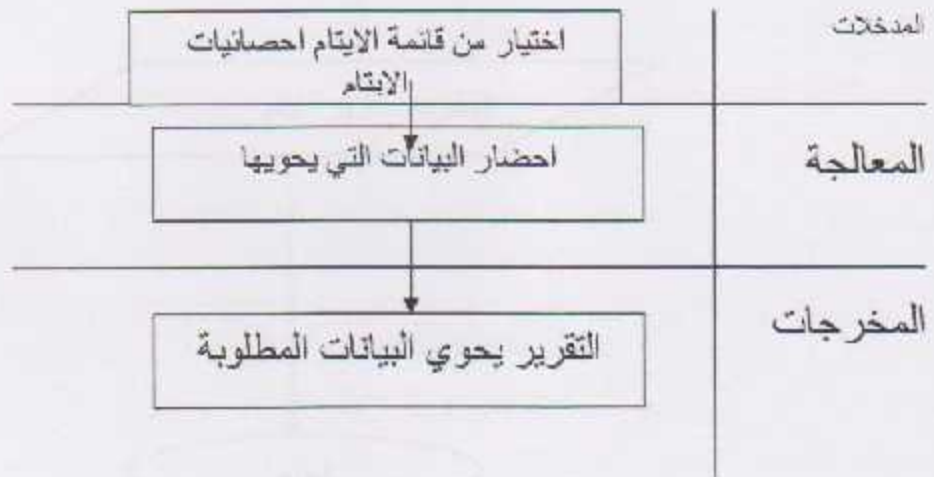 المدخلات
اختيار من قائمة الايتام احصائيات
الايتام
المعالجة
احضار البيانات التي يحويها
المخرجات
التقرير يحوي البيانات المطلوبة